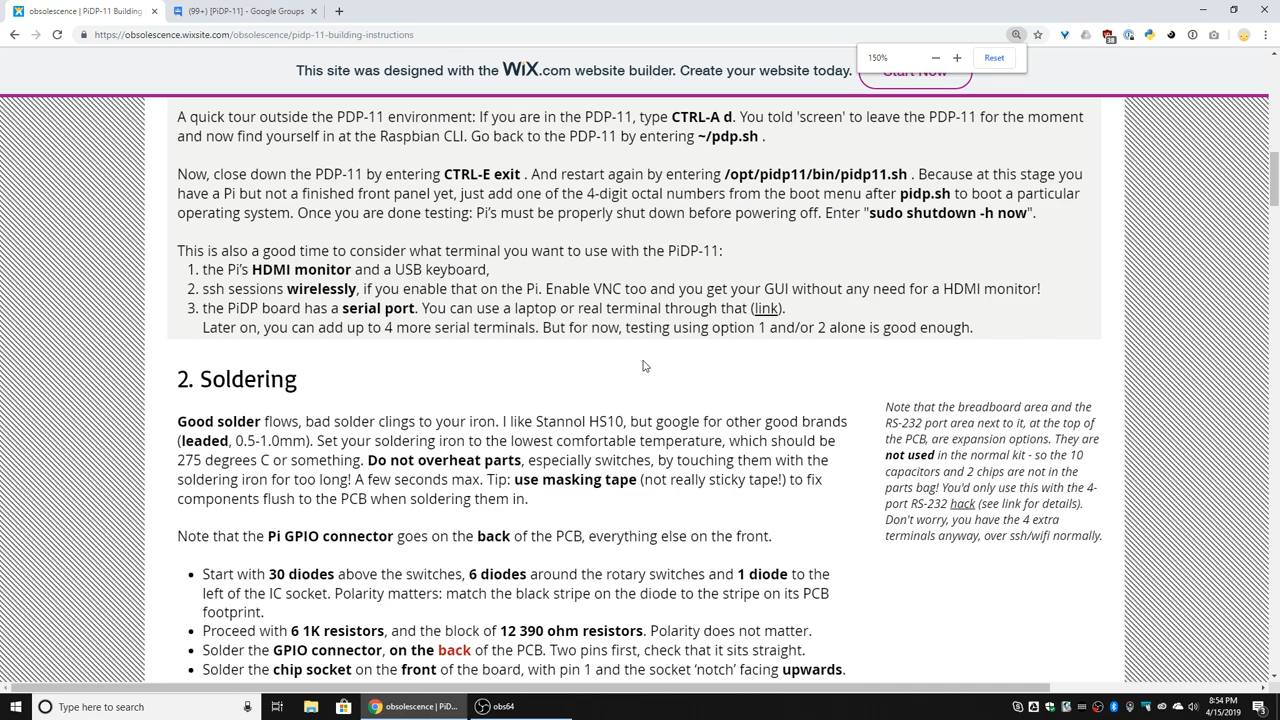 obsolescence | PiDP-11 Building
(99+) [PiDP-11] - Google Groups
https://obsolescence.wixsite.com/obsolescence/pidp-11-building-instructions
38
150%
Reset
This site was designed with the WiX.com website builder. Create your website today.
Start Now
A quick tour outside the PDP-11 environment: If you are in the PDP-11, type CTRL-A d. You told 'screen' to leave the PDP-11 for the moment
and now find yourself in at the Raspbian CLI. Go back to the PDP-11 by entering ~/pdp.sh .
Now, close down the PDP-11 by entering CTRL-E exit . And restart again by entering /opt/pidp11/bin/pidp11.sh . Because at this stage you
have a Pi but not a finished front panel yet, just add one of the 4-digit octal numbers from the boot menu after pidp.sh to boot a particular
operating system. Once you are done testing: Pi’s must be properly shut down before powering off. Enter "sudo shutdown -h now".
This is also a good time to consider what terminal you want to use with the PiDP-11:
1. the Pi’s HDMI monitor and a USB keyboard,
2. ssh sessions wirelessly, if you enable that on the Pi. Enable VNC too and you get your GUI without any need for a HDMI monitor!
3. the PiDP board has a serial port. You can use a laptop or real terminal through that (link).
Later on, you can add up to 4 more serial terminals. But for now, testing using option 1 and/or 2 alone is good enough.
2. Soldering
Good solder flows, bad solder clings to your iron. I like Stannol HS10, but google for other good brands
(leaded, 0.5-1.0mm). Set your soldering iron to the lowest comfortable temperature, which should be
275 degrees C or something. Do not overheat parts, especially switches, by touching them with the
soldering iron for too long! A few seconds max. Tip: use masking tape (not really sticky tape!) to fix
components flush to the PCB when soldering them in.
Note that the Pi GPIO connector goes on the back of the PCB, everything else on the front.
• Start with 30 diodes above the switches, 6 diodes around the rotary switches and 1 diode to the
left of the IC socket. Polarity matters: match the black stripe on the diode to the stripe on its PCB
footprint.
• Proceed with 6 1K resistors, and the block of 12 390 ohm resistors. Polarity does not matter.
• Solder the GPIO connector, on the back of the PCB. Two pins first, check that it sits straight.
• Solder the chip socket on the front of the board, with pin 1 and the socket ‘notch’ facing upwards.
Note that the breadboard area and the
RS-232 port area next to it, at the top of
the PCB, are expansion options. They are
not used in the normal kit - so the 10
capacitors and 2 chips are not in the
parts bag! You'd only use this with the 4-
port RS-232 hack (see link for details).
Don't worry, you have the 4 extra
terminals anyway, over ssh/wifi normally.
Type here to search
obsolescence | PiD...
obs64
8:54 PM
4/15/2019